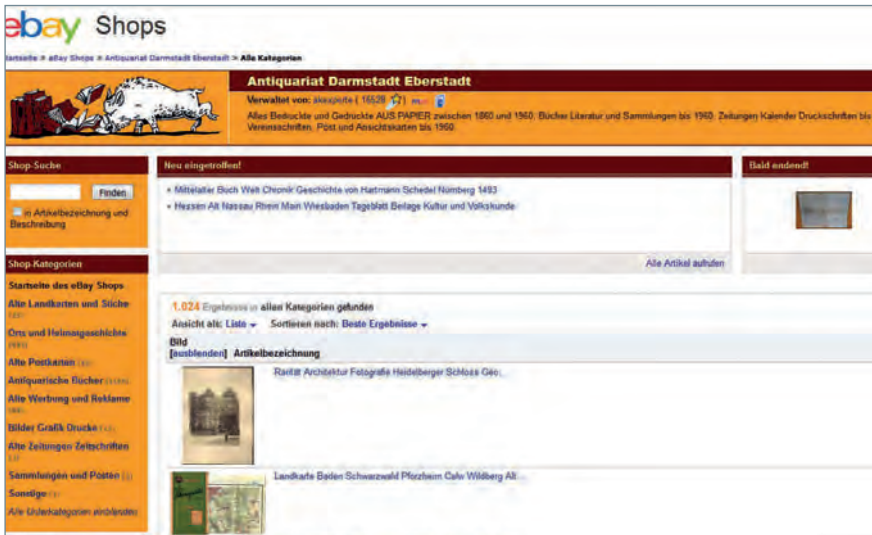 ebay Shops
Startseite > eBay Shops > Antiquariat Darmstadt Eberstadt > Alle Kategorien
Antiquariat Darmstadt Eberstadt
Verwaltet von: ( 16528
Alles Bedruckte und Gedruckte AUS PAPIER zwischen 1860 und 1960. Bücher Literatur und Sammlungen bis 1960. Zeitungen Kalender Druckschriften bis
Vereinsschriften, Post und Ansichtskarten bis 1960.
Shop-Suche
Finden
in Artikelbezeichnung und
Beschreibung
Shop-Kategorien
Startseite des eBay Shops
Alte Landkarten und Stiche
Orts und Heimatgeschichte
Alte Postkarten
Antiquarische Bücher
Alte Werbung und Reklame
Bilder Grafik Drucke
Alte Zeitungen Zeitschriften
Sammlungen und Posten
Sonstige
Alle Unterkategorien einblenden
Neu eingetroffen!
» Mittelalter Buch Welt Chronik Geschichte von Hartmann Schedel Nürnberg 1493
» Hessen Alt Nassau Rhein Main Wiesbaden Tageblatt Beilage Kultur und Volkskunde
Alle Artikel aufrufen
Bald endend!
1.024 Ergebnisse in allen Kategorien gefunden
Ansicht als: Liste Sortieren nach: Beste Ergebnisse
Bild
[ausblenden] Artikelbezeichnung
Rarität Architektur Fotografie Heidelberger Schloss Geo...
Landkarte Baden Schwarzwald Pforzheim Calw Wildberg Alt...